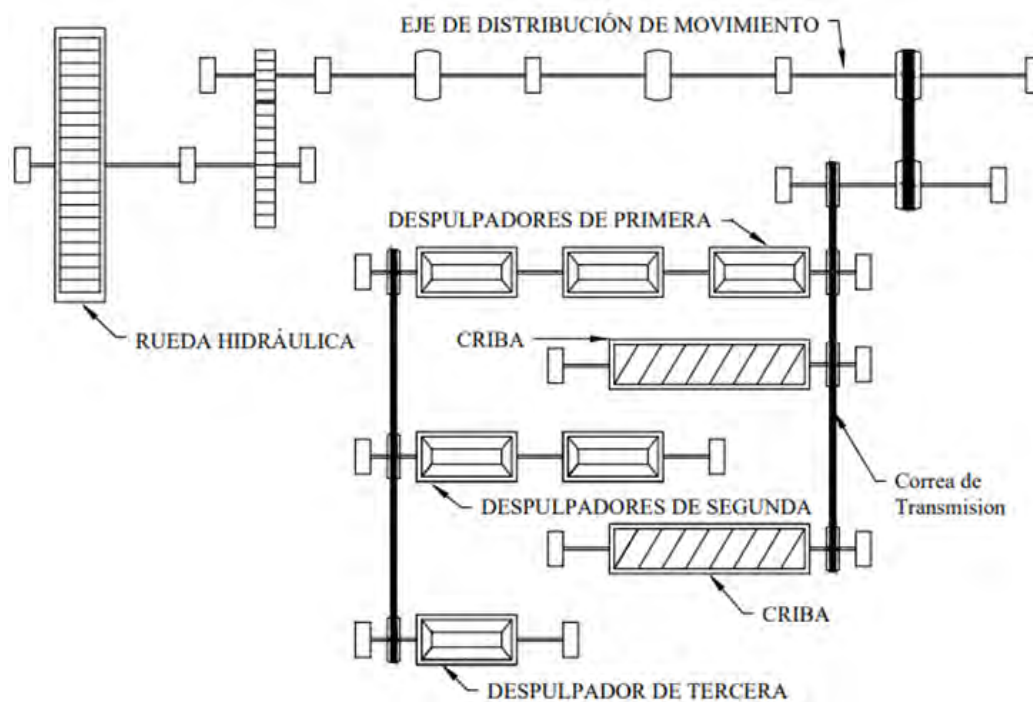 EJE DE DISTRIBUCIÓN DE MOVIMIENTO
DESPULPADORES DE PRIMERA
RUEDA HIDRÁULICA
CRIBA
Correa de
Transmision
DESPULPADORES DE SEGUNDA
CRIBA
DESPULPADOR DE TERCERA